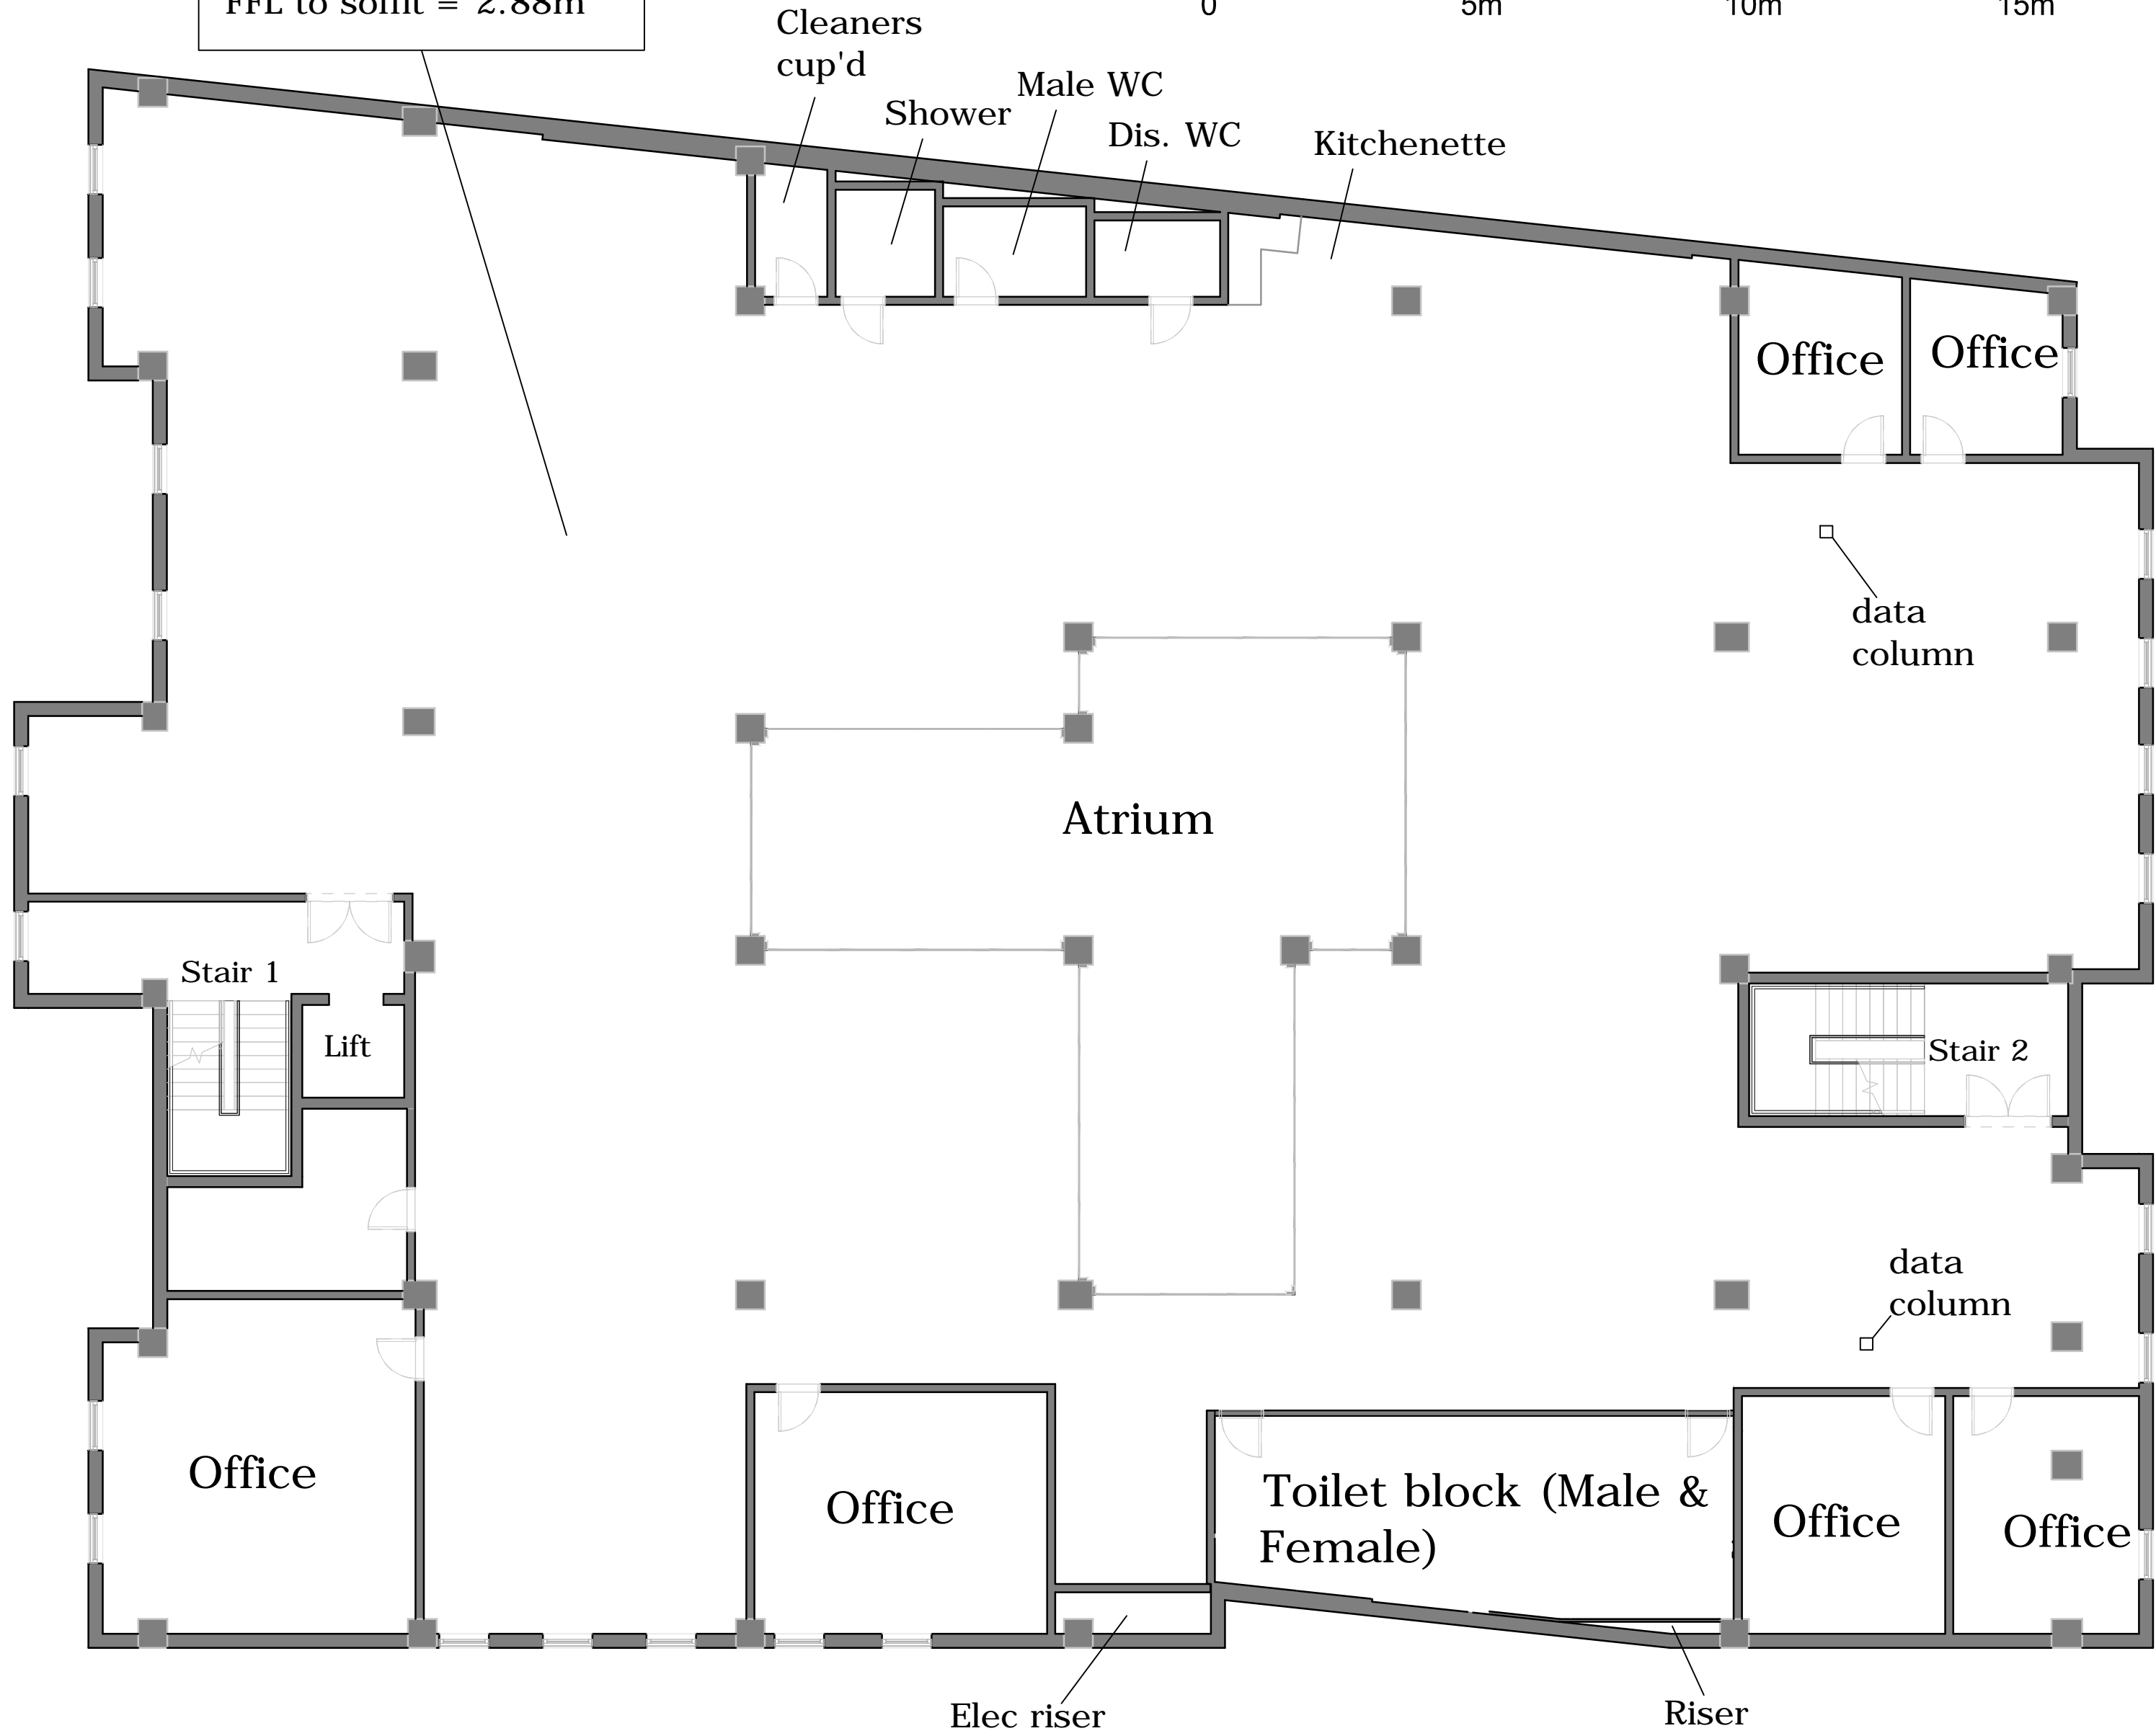 FFL to soffit = 2.88m
0 5m 10m 15m
Cleaners
cup'd
Male WC
Shower
Dis. WC
Kitchenette
Office
Office
data
column
Atrium
Stair 1
Lift
Stair 2
data
column
Office
Office
Toilet block (Male &
Female)
Office
Office
Elec riser
Riser